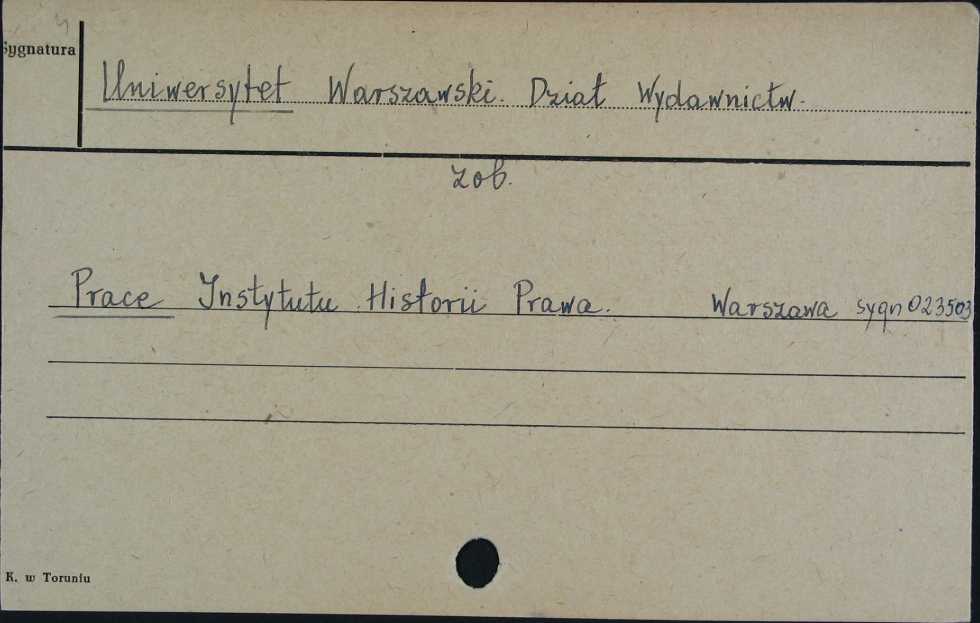 Sygnatura
Uniwersytet Warszawski. Dział Wydawnictw.
zob.
Prace Instytutu Historii Prawa. Warszawa sygn 023503
K. w Toruniu